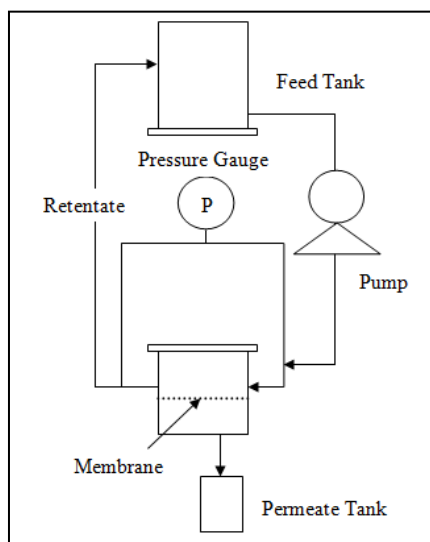 Feed Tank
Pressure Gauge
Retentate
P
Pump
Membrane
Permeate Tank